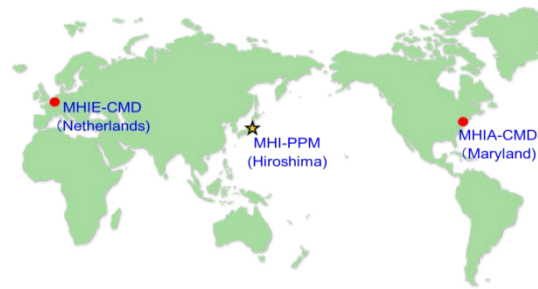 MHIE-CMD
(Netherlands)
MHI-PPM
(Hiroshima)
MHIA-CMD
(Maryland)